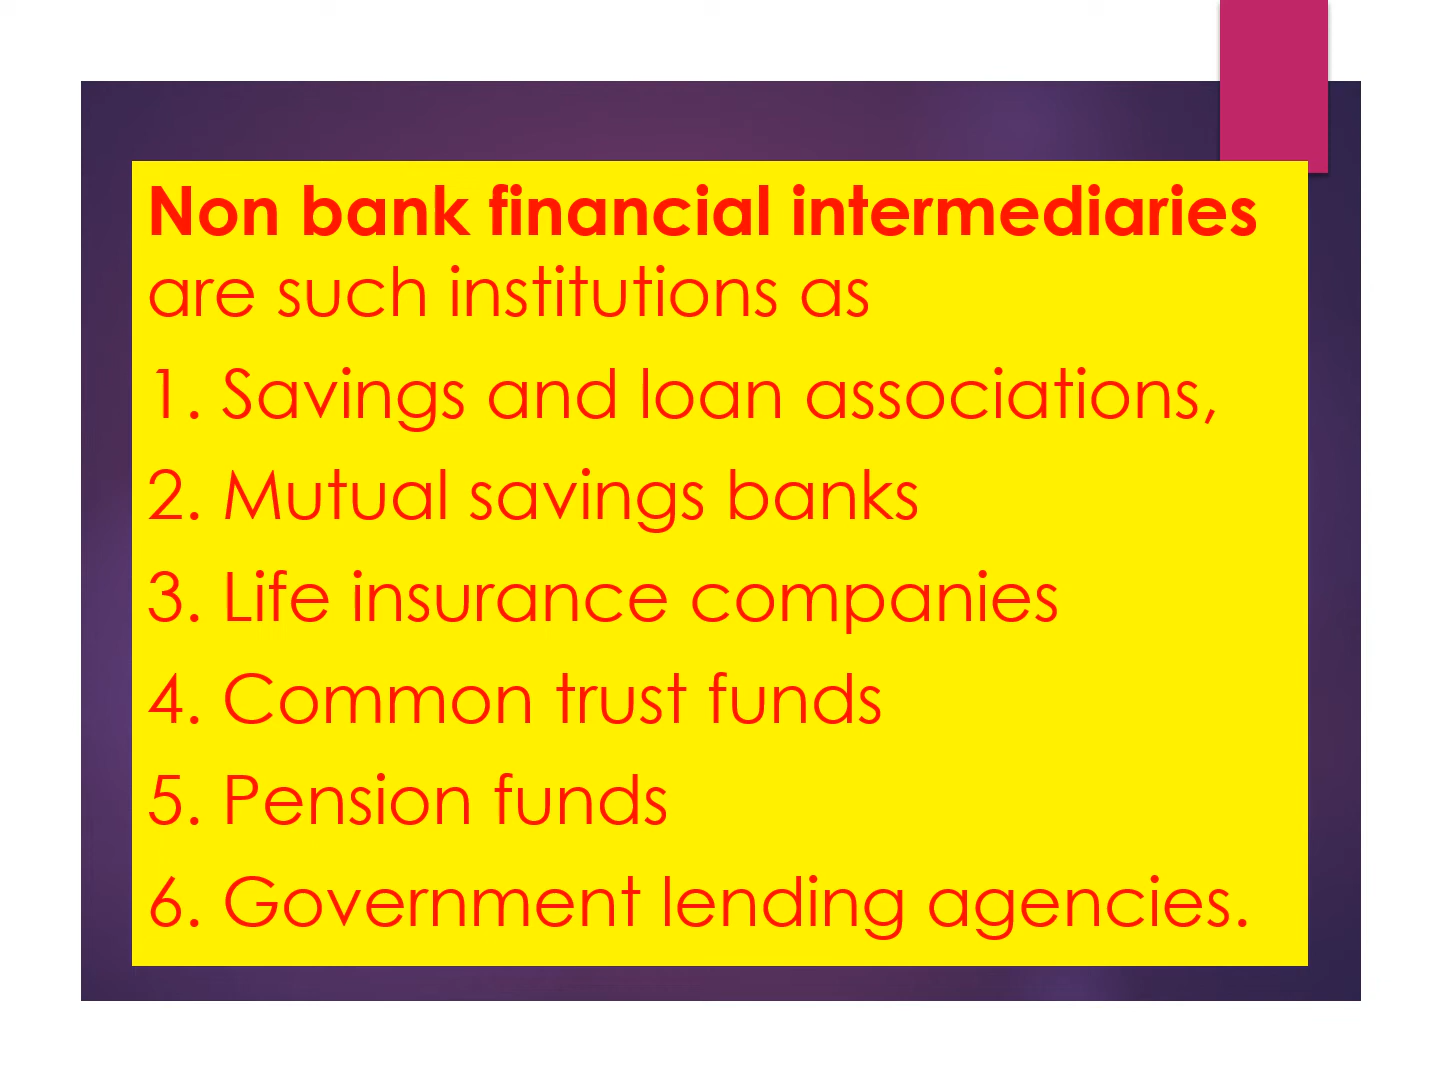 Non bank financial intermediaries
are such institutions as
1. Savings and loan associations,
2. Mutual savings banks
3. Life insurance companies
4. Common trust funds
5. Pension funds
6. Government lending agencies.